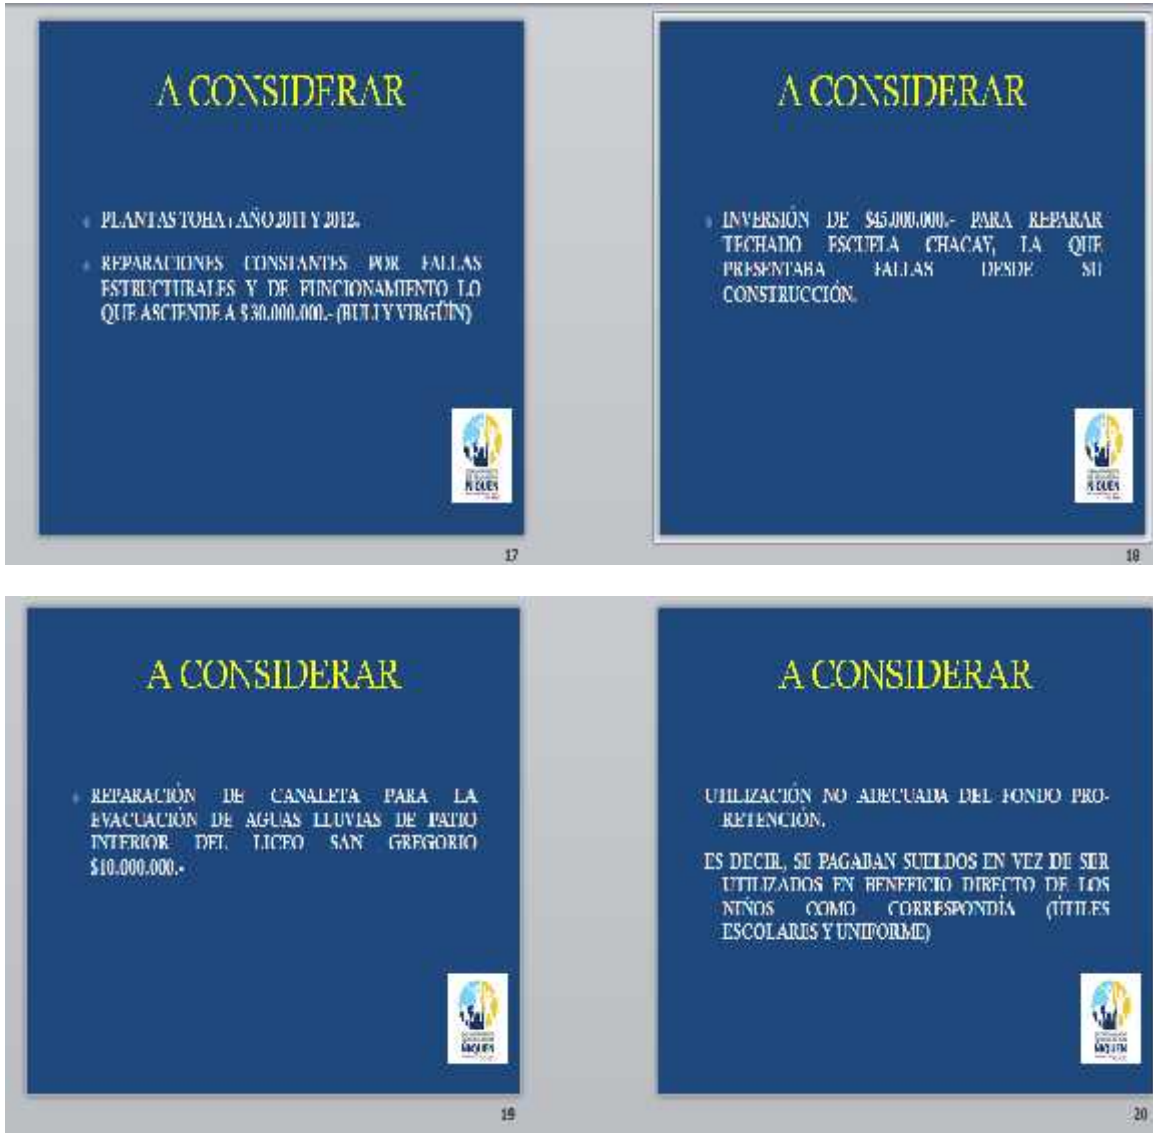 A CONSIDERAR
PLANTAS TOHA : AÑO 2011 Y 2012.
REPARACIONES CONSTANTES POR FALLAS
ESTRUCTURALES Y DE FUNCIONAMIENTO LO
QUE ASCIENDE A $ 30.000.000.- (BULI Y VIRGÜÍN)
17
A CONSIDERAR
INVERSIÓN DE $45.000.000.- PARA REPARAR
TECHADO ESCUELA CHACAY, LA QUE
PRESENTABA FALLAS DESDE SU
CONSTRUCCIÓN.
18
A CONSIDERAR
REPARACIÓN DE CANALETA PARA LA
EVACUACIÓN DE AGUAS LLUVIAS DE PATIO
INTERIOR DEL LICEO SAN GREGORIO
$10.000.000.-
19
A CONSIDERAR
UTILIZACIÓN NO ADECUADA DEL FONDO PRO-
RETENCIÓN.
ES DECIR, SE PAGABAN SUELDOS EN VEZ DE SER
UTILIZADOS EN BENEFICIO DIRECTO DE LOS
NIÑOS COMO CORRESPONDÍA (ÚTILES
ESCOLARES Y UNIFORME)
ÑIQUEN
20